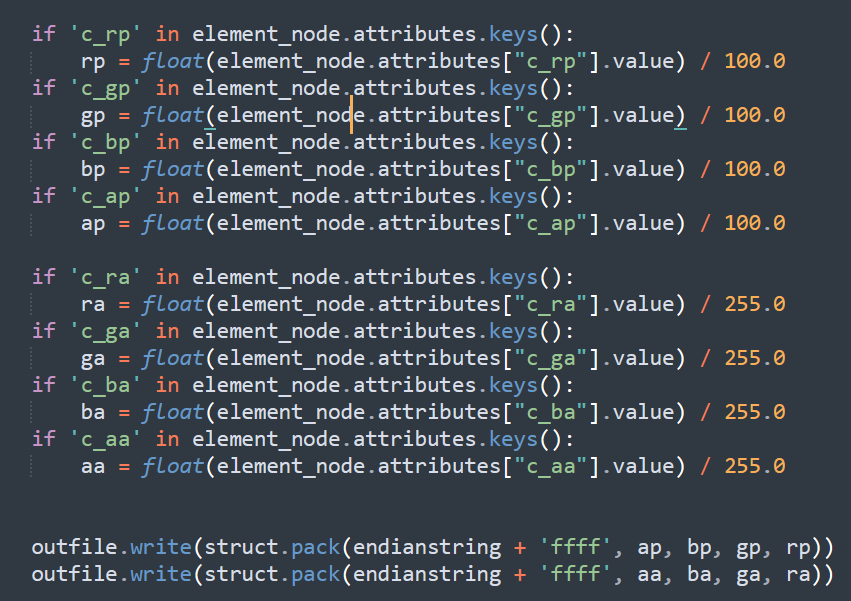 if 'c_rp' in element_node.attributes.keys():
    rp = float(element_node.attributes["c_rp"].value) / 100.0
if 'c_gp' in element_node.attributes.keys():
    gp = float(element_node.attributes["c_gp"].value) / 100.0
if 'c_bp' in element_node.attributes.keys():
    bp = float(element_node.attributes["c_bp"].value) / 100.0
if 'c_ap' in element_node.attributes.keys():
    ap = float(element_node.attributes["c_ap"].value) / 100.0
if 'c_ra' in element_node.attributes.keys():
    ra = float(element_node.attributes["c_ra"].value) / 255.0
if 'c_ga' in element_node.attributes.keys():
    ga = float(element_node.attributes["c_ga"].value) / 255.0
if 'c_ba' in element_node.attributes.keys():
    ba = float(element_node.attributes["c_ba"].value) / 255.0
if 'c_aa' in element_node.attributes.keys():
    aa = float(element_node.attributes["c_aa"].value) / 255.0
outfile.write(struct.pack(endianstring + 'ffff', ap, bp, gp, rp))
outfile.write(struct.pack(endianstring + 'ffff', aa, ba, ga, ra))